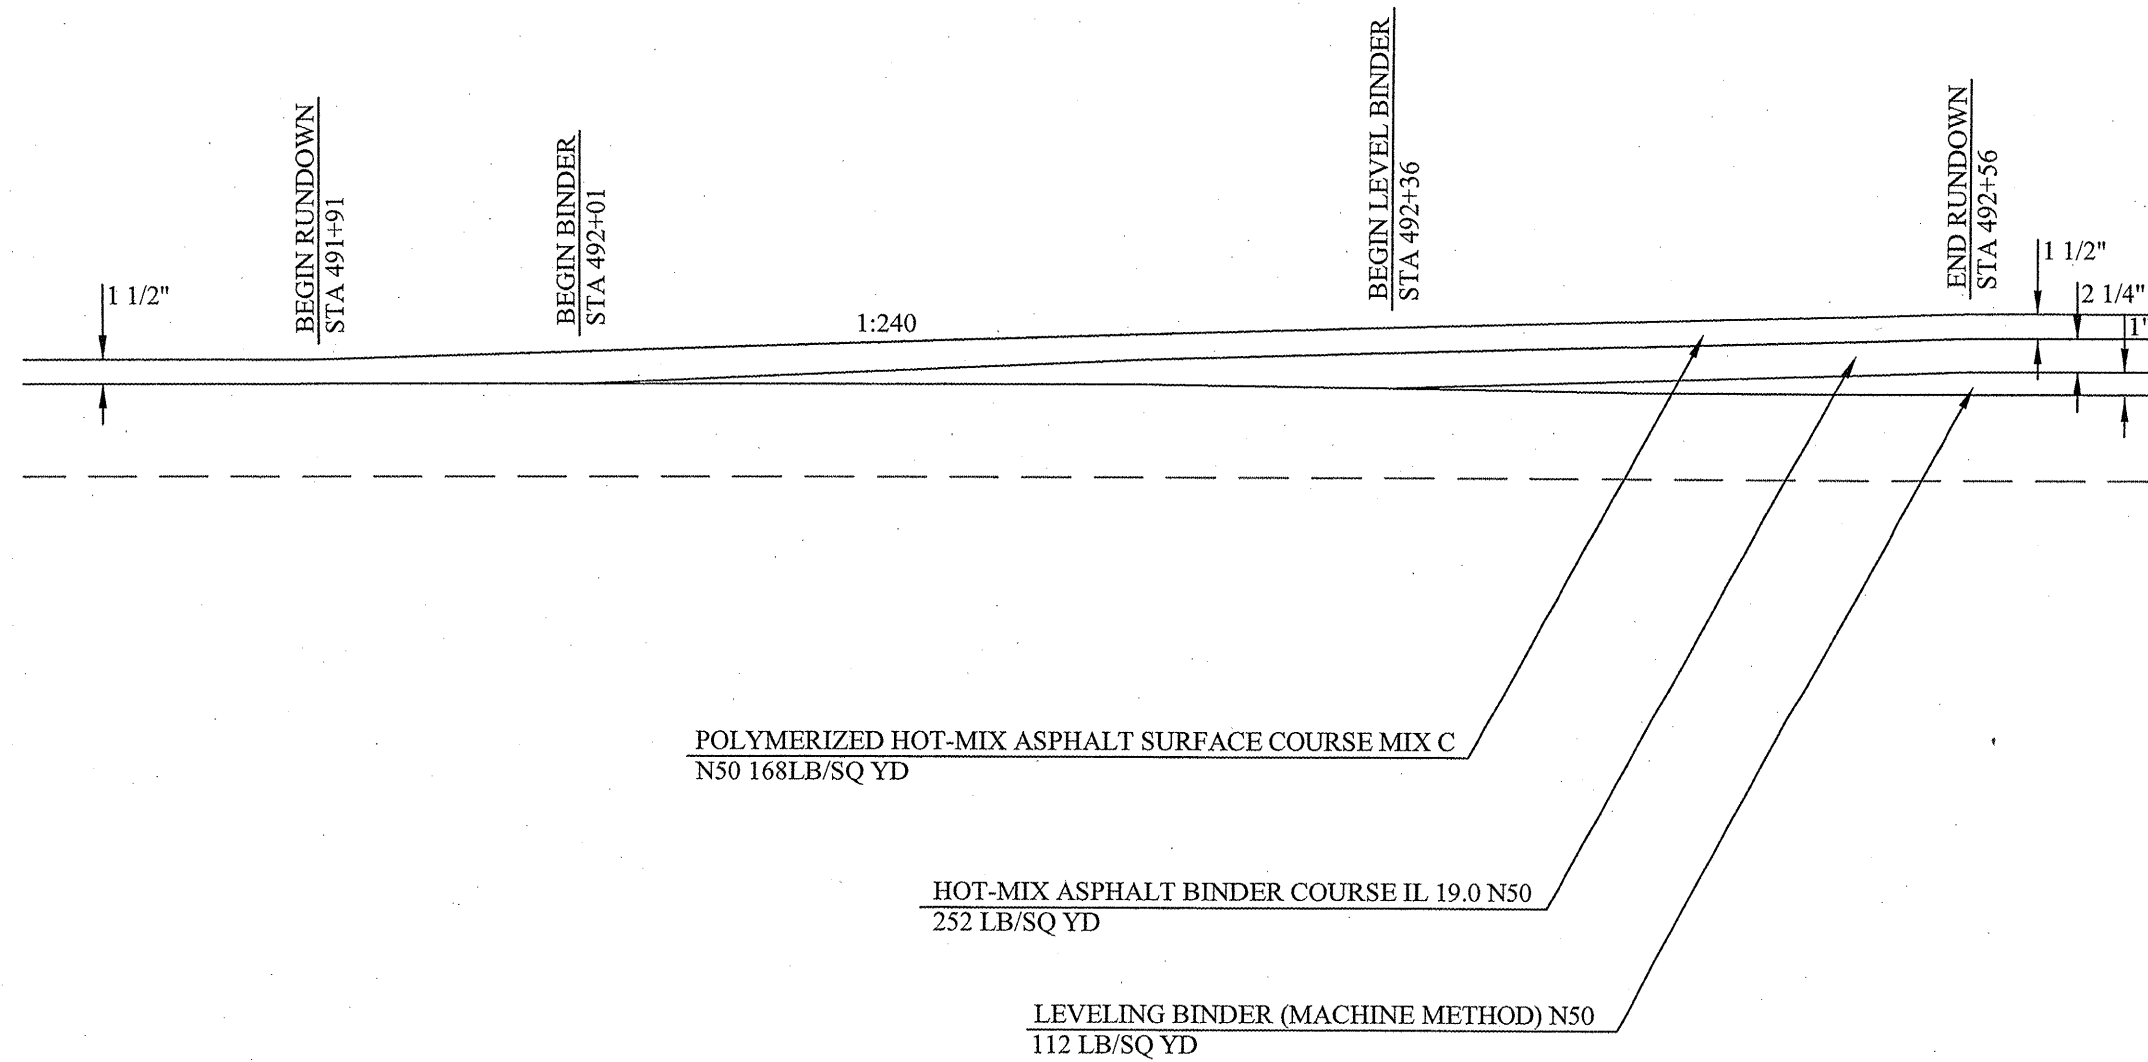 BEGIN RUNDOWN
STA 491+91
BEGIN BINDER
STA 492+01
BEGIN LEVEL BINDER
STA 492+36
END RUNDOWN
STA 492+56
1 1/2"
1:240
1 1/2"
2 1/4"
1"
POLYMERIZED HOT-MIX ASPHALT SURFACE COURSE MIX C
N50 168LB/SQ YD
HOT-MIX ASPHALT BINDER COURSE IL 19.0 N50
252 LB/SQ YD
LEVELING BINDER (MACHINE METHOD) N50
112 LB/SQ YD